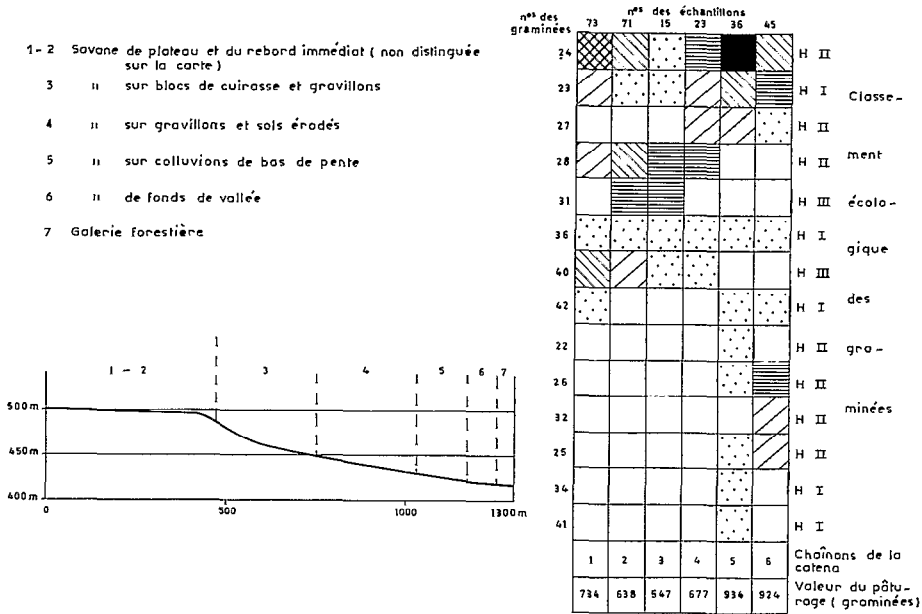 1-2 Savane de plateau et du rebord immédiat ( non distinguée
sur la carte )
3 " sur blocs de cuirasse et gravillons
4 " sur gravillons et sols érodés
5 " sur colluvions de bas de pente
6 " de fonds de vallée
7 Galerie forestière
1
1 - 2 3 4 5 6 7
500m
450m
400m
0 500 1000 1300m
nos des échantillons
nos des graminées
73 71 15 23 36 45
24 H II
23 H I
27 H II
28 H II
31 H III
36 H I
40 H III
42 H I
22 H II
26 H II
32 H II
25 H II
34 H I
41 H I
Classe-
ment
écolo-
gique
des
gra-
minées
1 2 3 4 5 6 Chaînons de la
catena
734 638 547 677 934 924 Valeur du pâtu-
rage ( graminées )